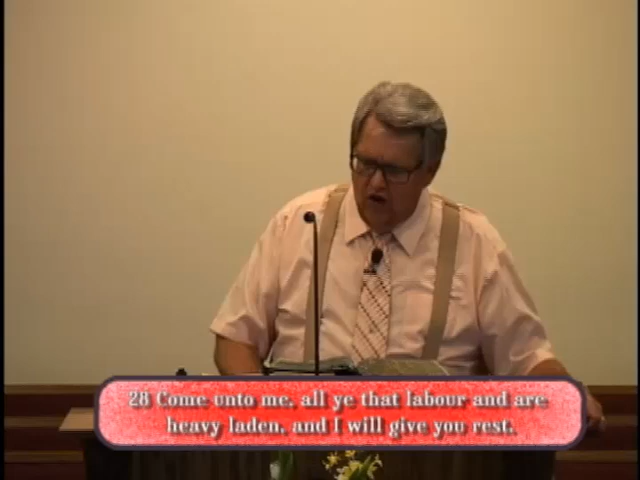 28 Come unto me, all ye that labour and are
heavy laden, and I will give you rest.